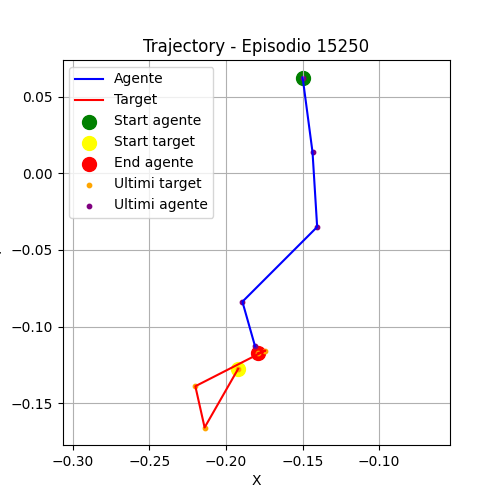 Trajectory - Episodio 15250
Agente
Target
Start agente
Start target
End agente
Ultimi target
Ultimi agente
0.05
0.00
−0.05
−0.10
−0.15
−0.30
−0.25
−0.20
−0.15
−0.10
X